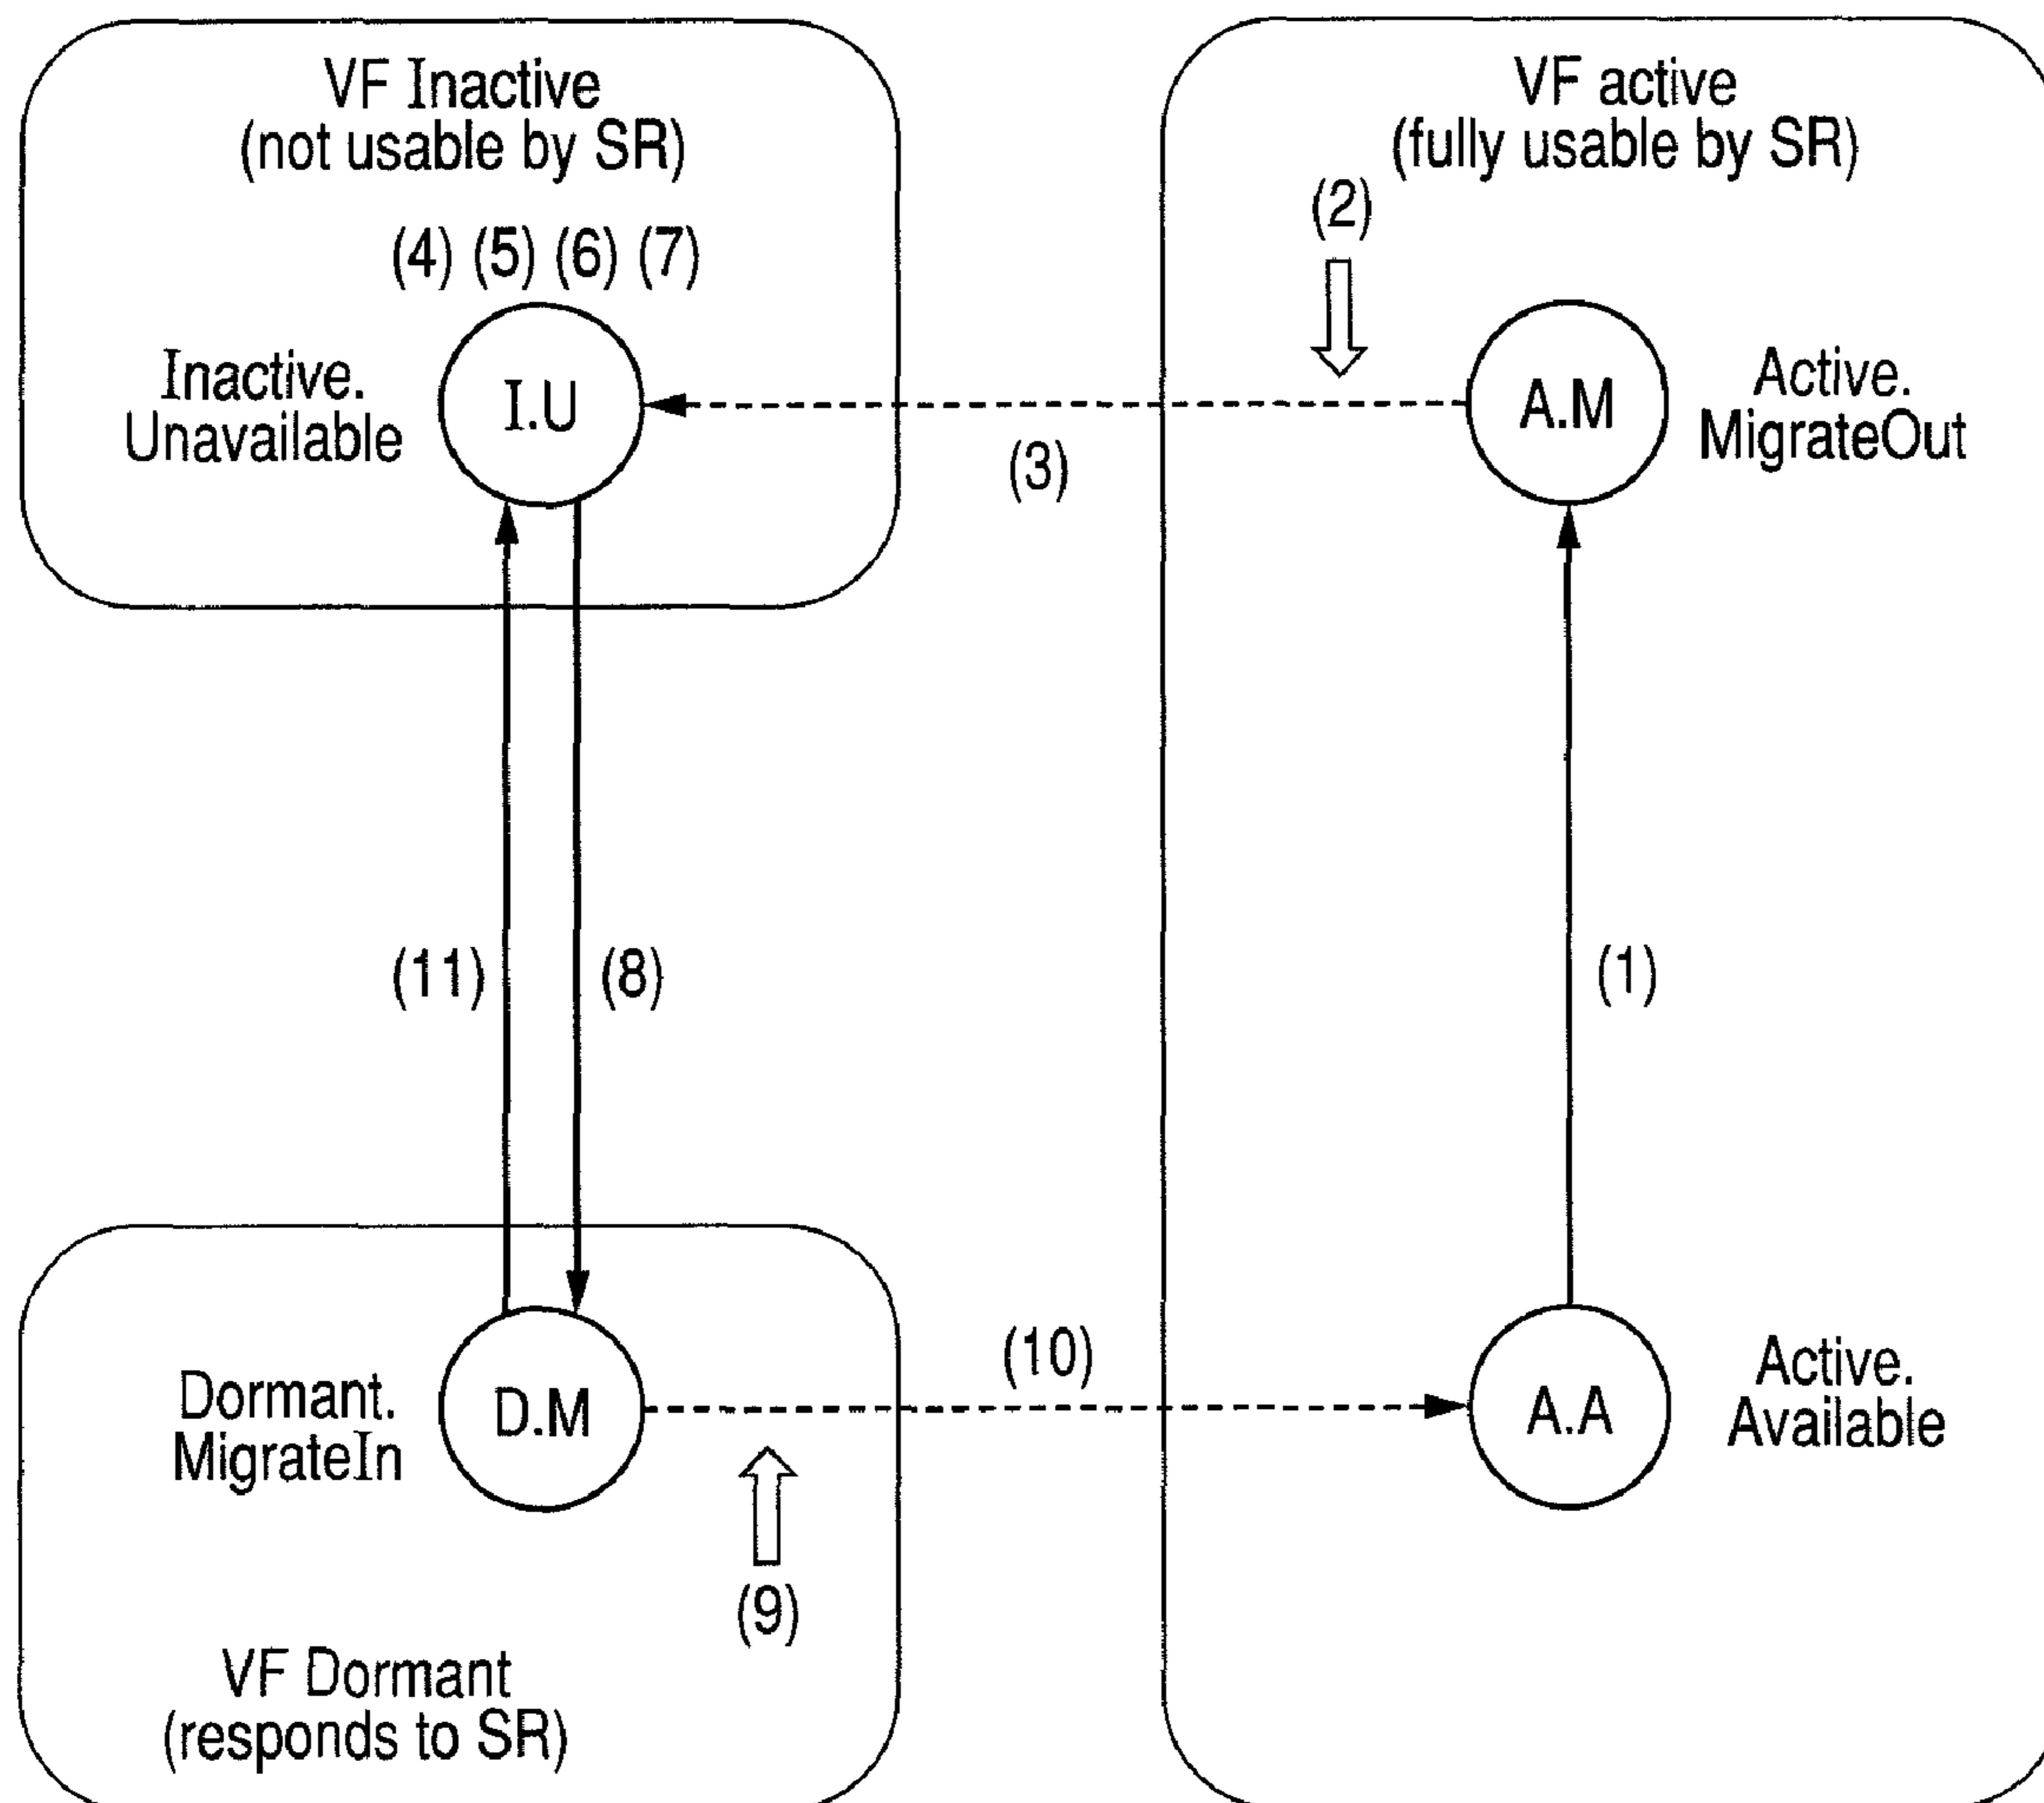 VF Inactive
(not usable by SR)
(4) (5) (6) (7)
Inactive.
Unavailable
I.U
VF active
(fully usable by SR)
(2)
A.M
Active.
MigrateOut
(3)
(11)
(8)
(1)
Dormant.
MigrateIn
D.M
(9)
VF Dormant
(responds to SR)
(10)
A.A
Active.
Available